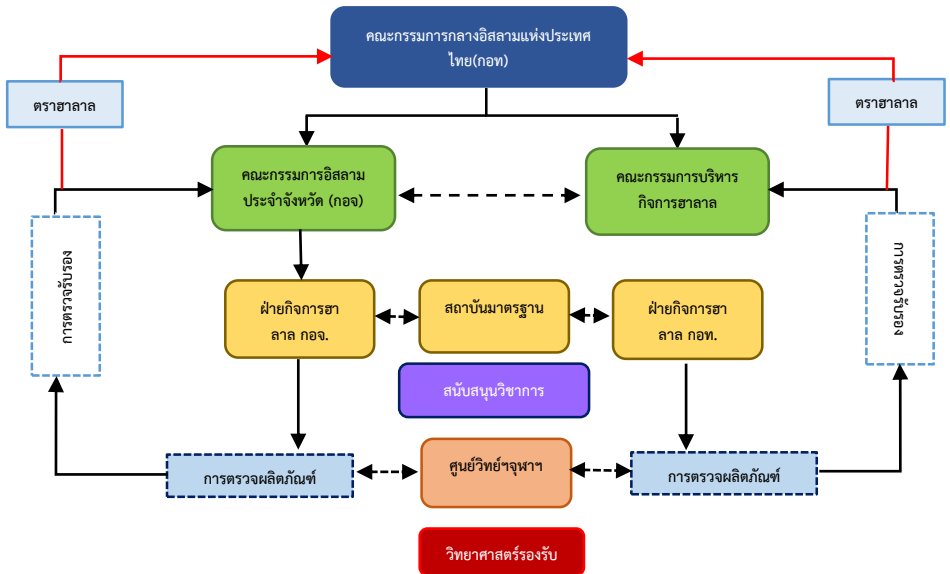 คณะกรรมการกลางอิสลามแห่งประเทศ
ไทย(กอท)
ตราฮาลาล
ตราฮาลาล
คณะกรรมการอิสลาม
ประจำจังหวัด (กอจ)
คณะกรรมการบริหาร
กิจการฮาลาล
การตรวจรับรอง
การตรวจรับรอง
ฝ่ายกิจการฮา
ลาล กอจ.
สถาบันมาตรฐาน
ฝ่ายกิจการฮา
ลาล กอท.
สนับสนุนวิชาการ
การตรวจผลิตภัณฑ์
ศูนย์วิทย์ฯจุฬาฯ
การตรวจผลิตภัณฑ์
วิทยาศาสตร์รองรับ